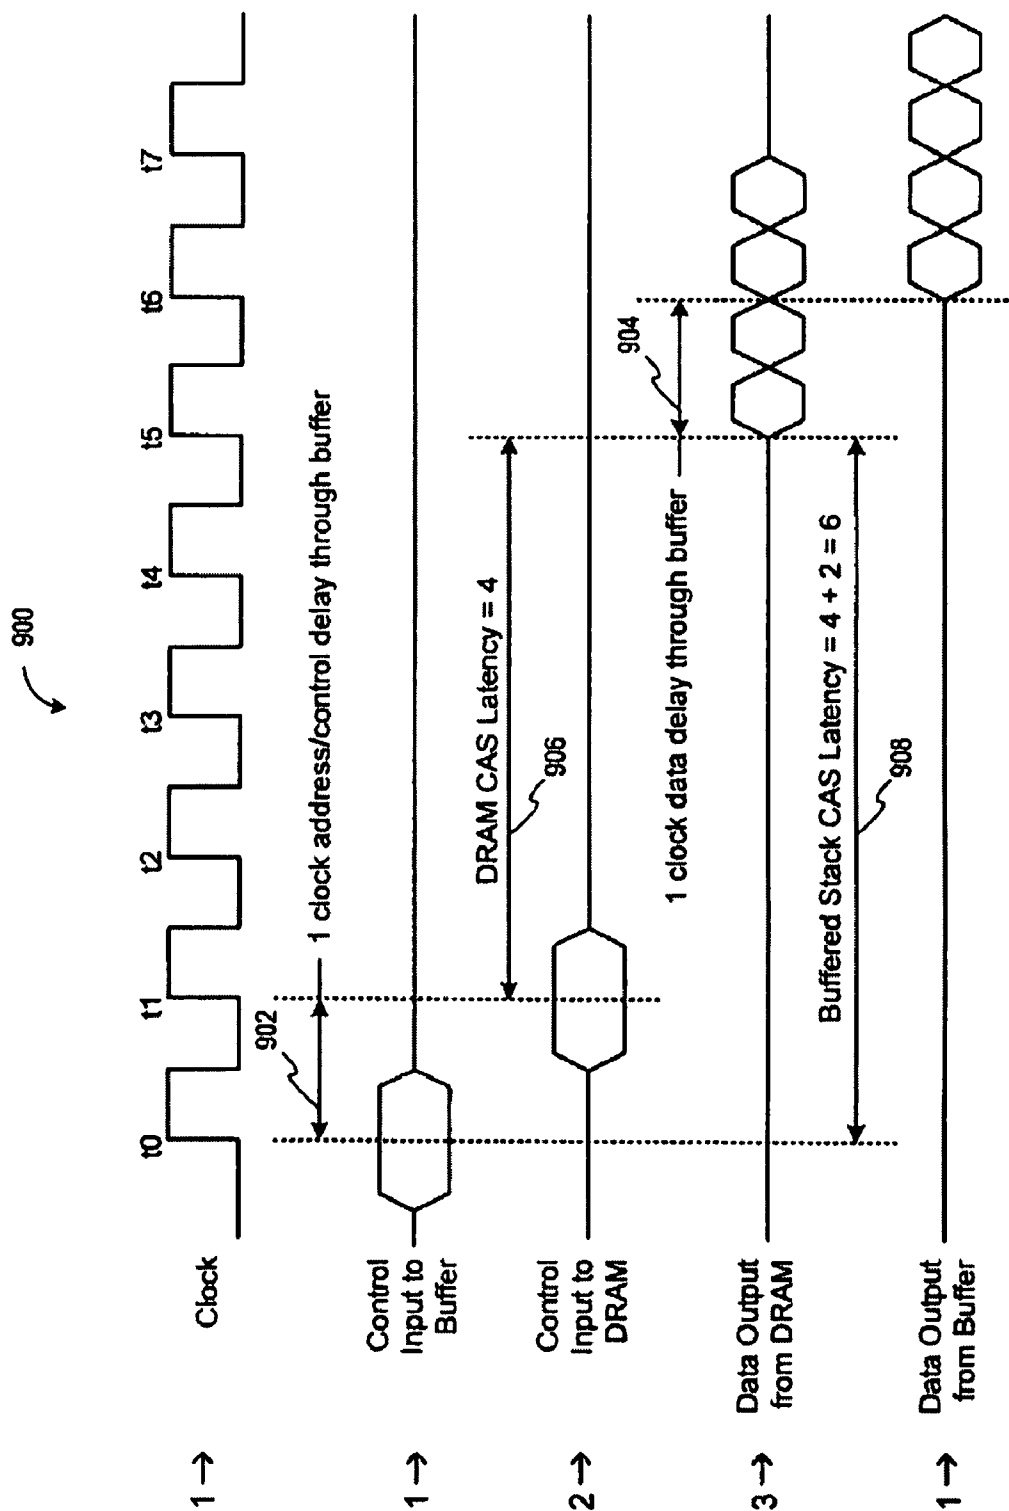 900
1→ Clock
t0 t1 t2 t3 t4 t5 t6 t7
902
1 clock address/control delay through buffer
1→ Control
Input to
Buffer
DRAM CAS Latency = 4
906
2→ Control
Input to
DRAM
904
1 clock data delay through buffer
3→ Data Output
from DRAM
Buffered Stack CAS Latency = 4 + 2 = 6
908
1→ Data Output
from Buffer